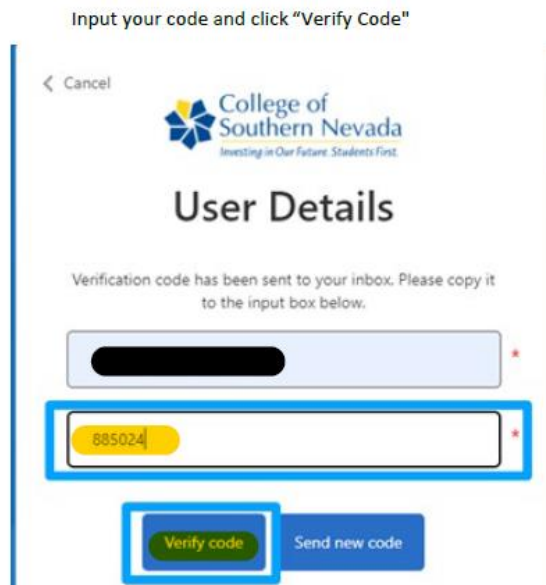 Input your code and click “Verify Code"
< Cancel
College of
Southern Nevada
Investing in Our Future. Students First.
User Details
Verification code has been sent to your inbox. Please copy it
to the input box below.
*
885024
*
Verify code
Send new code